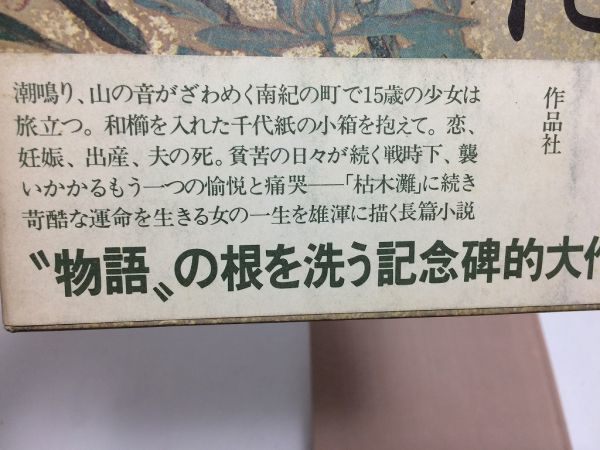 潮鳴り、山の音がざわめく南紀の町で15歳の少女は
旅立つ。和櫛を入れた千代紙の小箱を抱えて。恋、
妊娠、出産、夫の死。貧苦の日々が続く戦時下、襲
いかかるもう一つの愉悦と痛哭――「枯木灘」に続き
苛酷な運命を生きる女の一生を雄渾に描く長篇小説
〝物語〟の根を洗う記念碑的大作
作品社